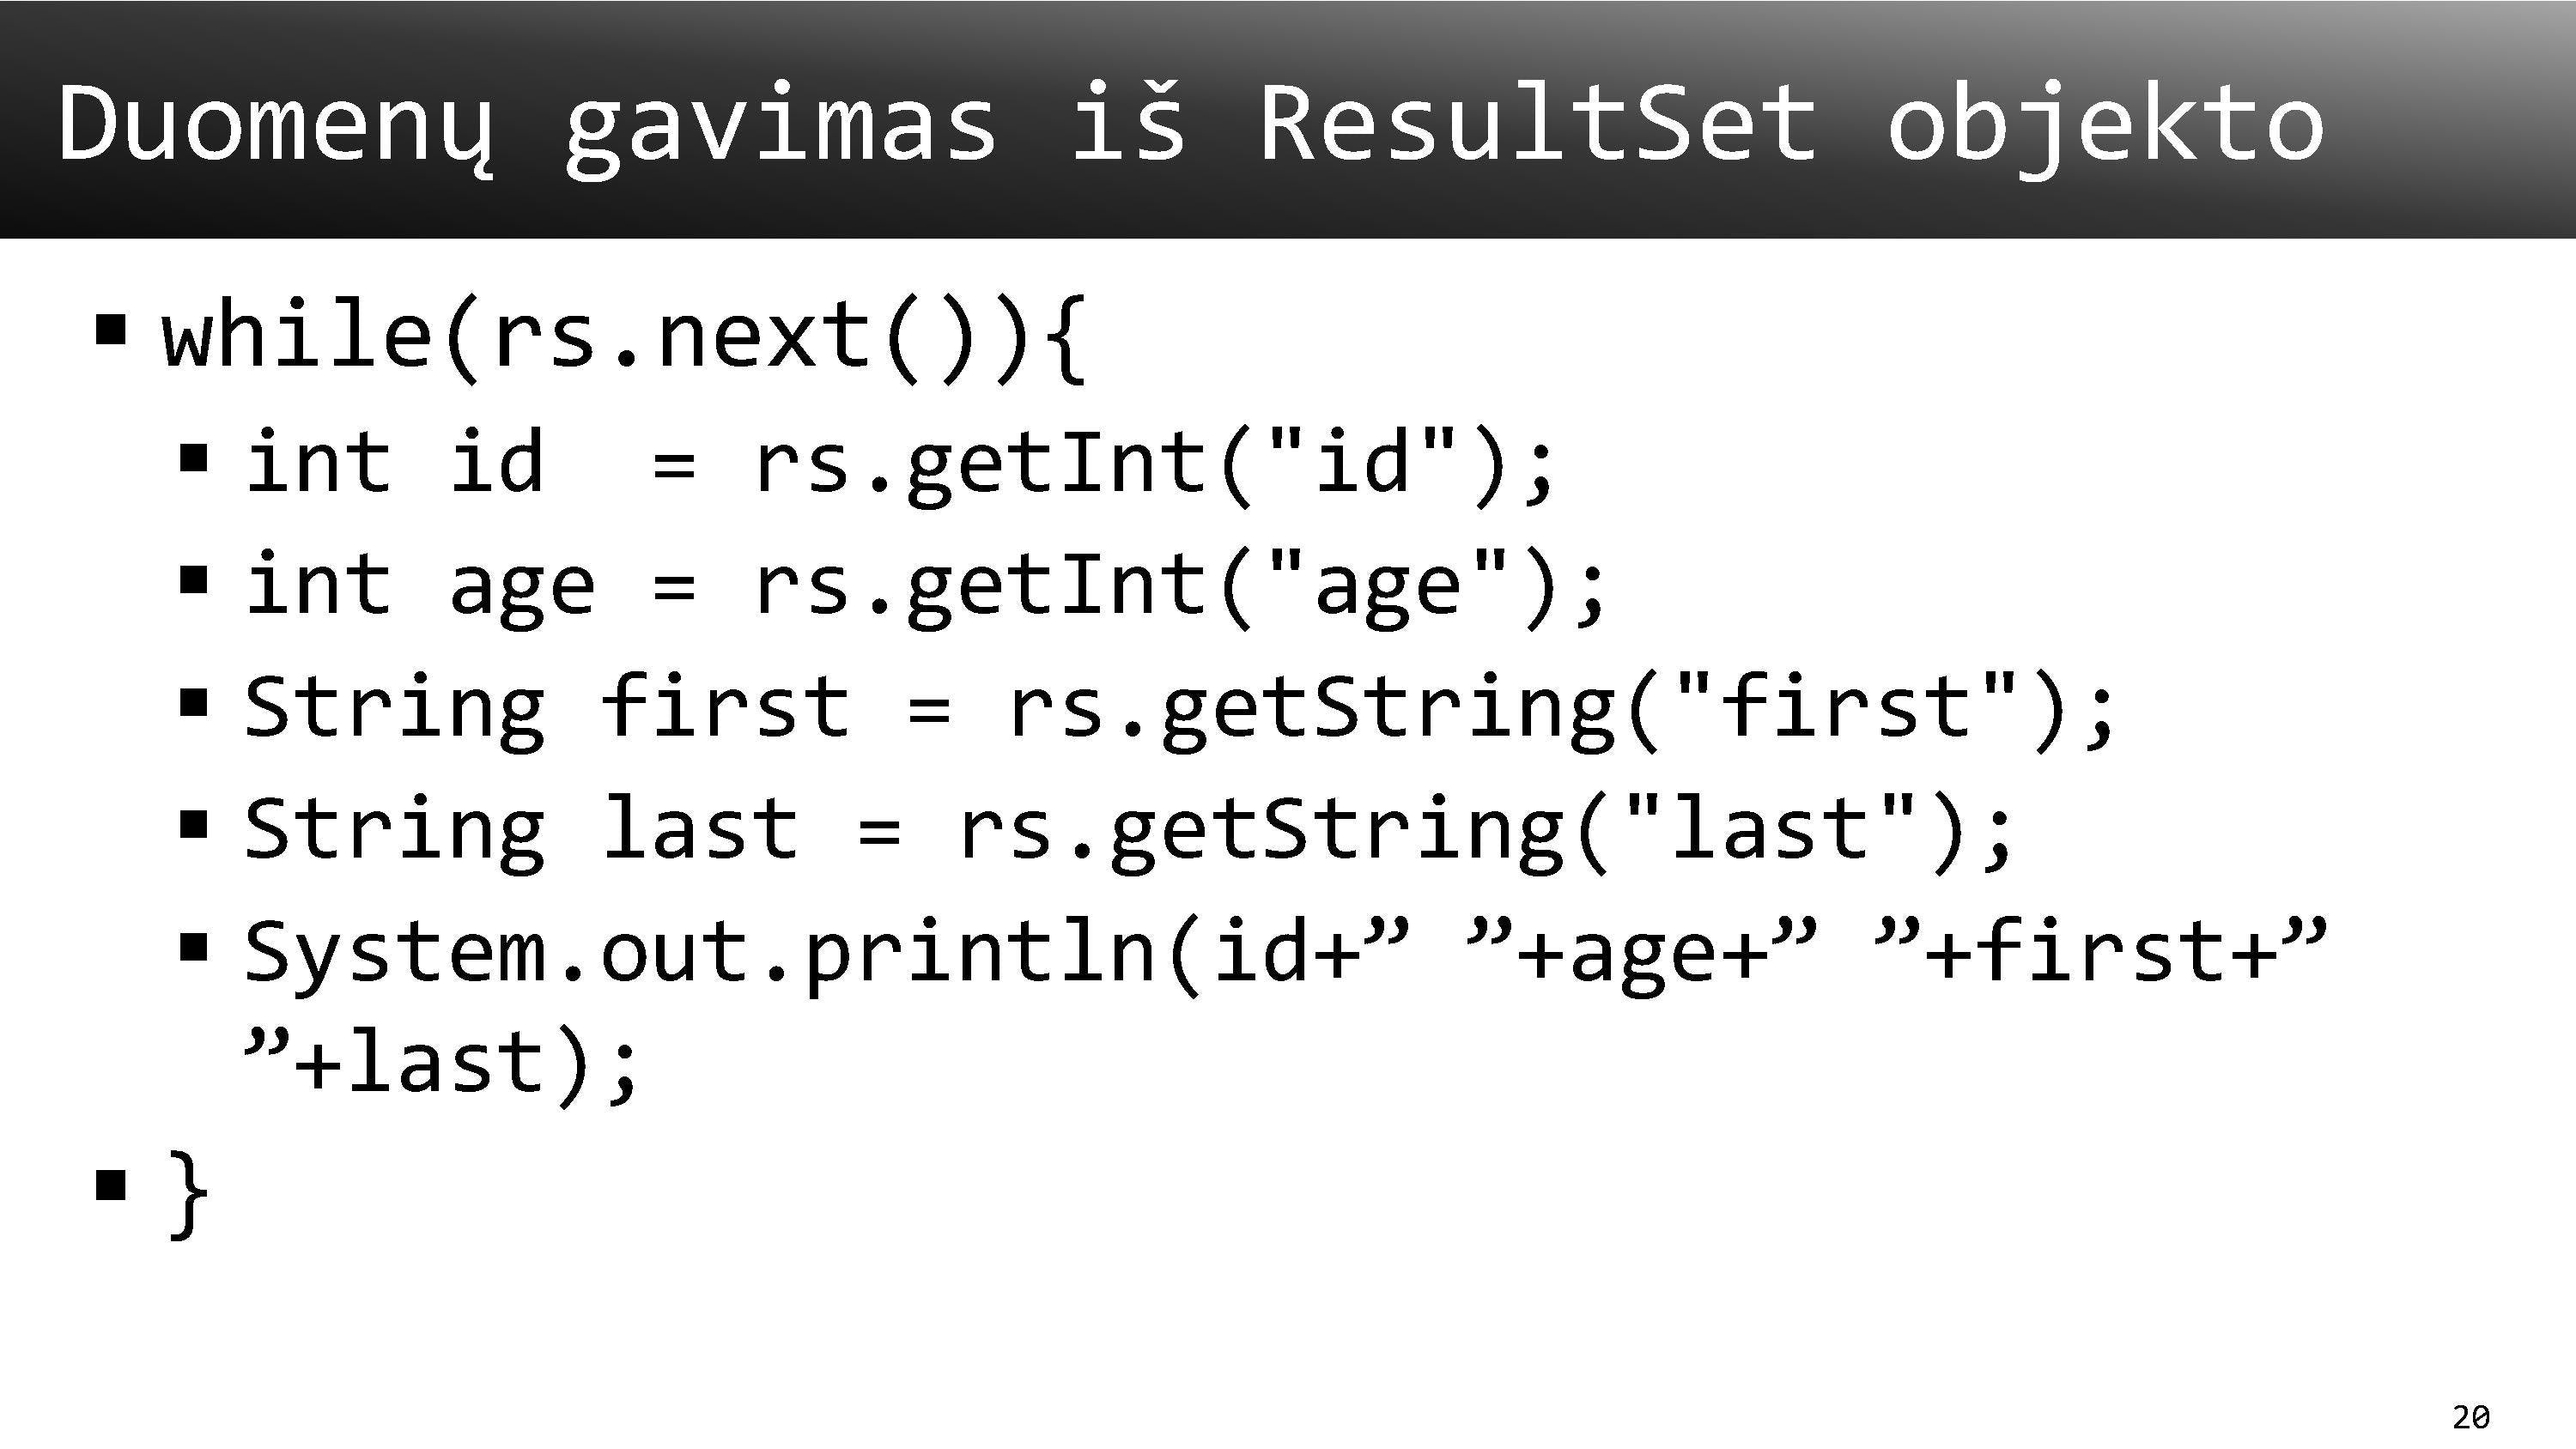 Duomenų gavimas iš ResultSet objekto
▪ while(rs.next()){
▪ int id  = rs.getInt("id");
▪ int age = rs.getInt("age");
▪ String first = rs.getString("first");
▪ String last = rs.getString("last");
▪ System.out.println(id+” ”+age+” ”+first+”
”+last);
▪ }
20